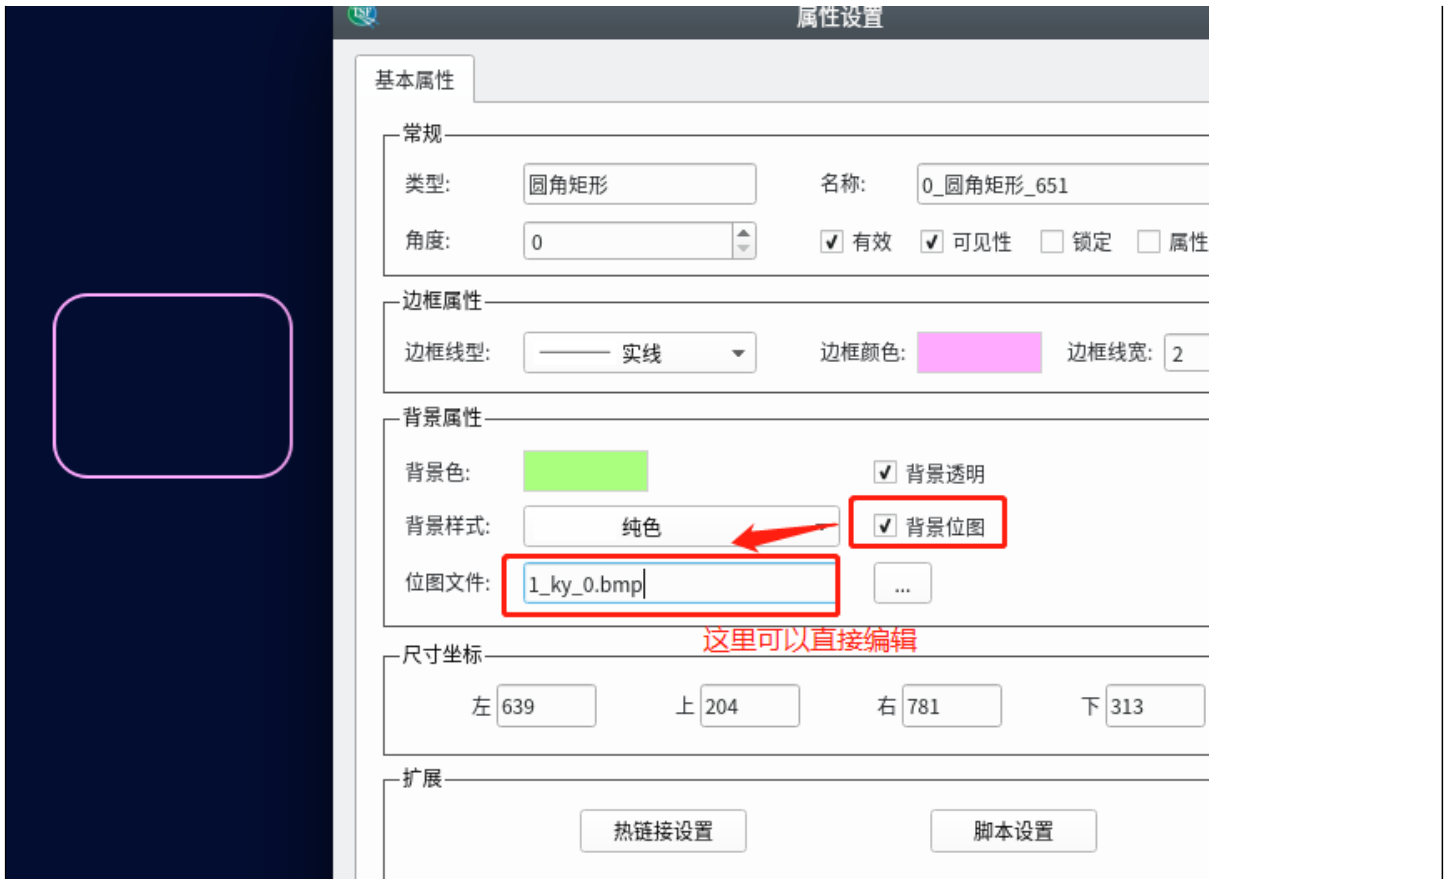 TSP 属性设置
基本属性
常规
类型: 圆角矩形 名称: 0_圆角矩形_651
角度: 0 有效 可见性 锁定 属性
边框属性
边框线型: 实线 边框颜色: 边框线宽: 2
背景属性
背景色: 背景透明
背景样式: 纯色 背景位图
位图文件: 1_ky_0.bmp ...
这里可以直接编辑
尺寸坐标
左 639 上 204 右 781 下 313
扩展
热链接设置 脚本设置